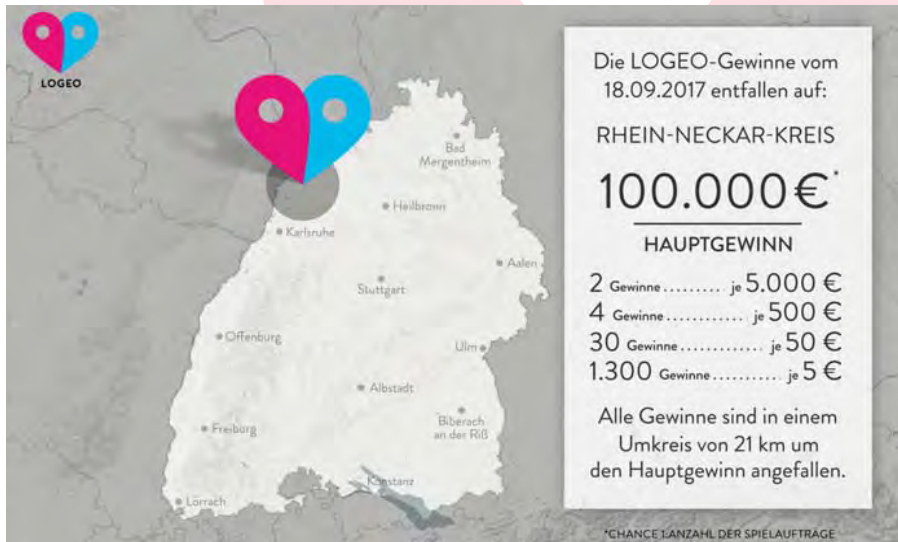 LOGEO
Bad
Mergentheim
Heilbronn
Karlsruhe
Aalen
Stuttgart
Offenburg
Ulm
Albstadt
Biberach
an der Riß
Freiburg
Konstanz
Lörrach
Die LOGEO-Gewinne vom
18.09.2017 entfallen auf:
RHEIN-NECKAR-KREIS
100.000 €*
HAUPTGEWINN
2 Gewinne ......... je 5.000 €
4 Gewinne ............. je 500 €
30 Gewinne ............. je 50 €
1.300 Gewinne ........... je 5 €
Alle Gewinne sind in einem
Umkreis von 21 km um
den Hauptgewinn angefallen.
*CHANCE 1:ANZAHL DER SPIELAUFTRÄGE